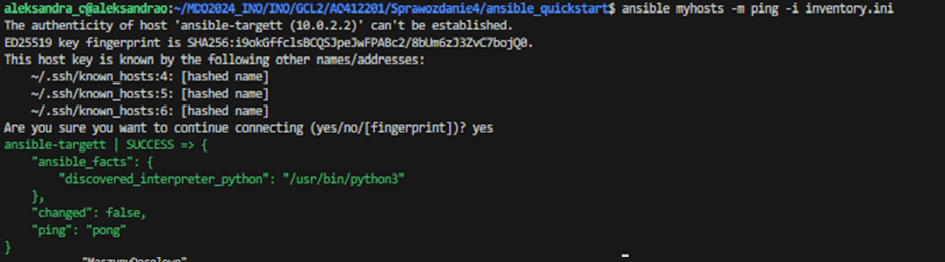 aleksandra_c@aleksandrao:~/MDO2024_INO/INO/GCL2/AC412201/Sprawozdanie4/ansible_quickstart$ ansible myhosts -m ping -i inventory.ini
The authenticity of host 'ansible-targett (10.0.2.2)' can't be established.
ED25519 key fingerprint is SHA256:i9okGffclsBCQSJpeJwFPABc2/8bUm6zJ3ZvC7bojQ0.
This host key is known by the following other names/addresses:
    ~/.ssh/known_hosts:4: [hashed name]
    ~/.ssh/known_hosts:5: [hashed name]
    ~/.ssh/known_hosts:6: [hashed name]
Are you sure you want to continue connecting (yes/no/[fingerprint])? yes
ansible-targett | SUCCESS => {
    "ansible_facts": {
        "discovered_interpreter_python": "/usr/bin/python3"
    },
    "changed": false,
    "ping": "pong"
}